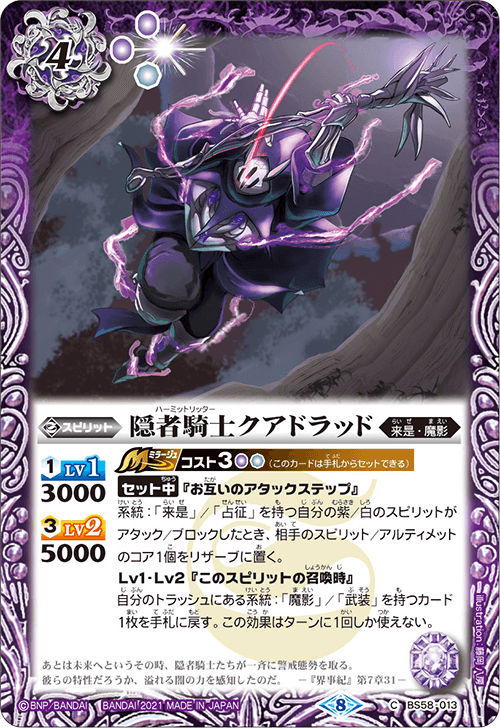 4
ハーミットリッター
スピリット 隠者騎士クアドラッド 来是・魔影
らいぜ まえい
1 LV1 3000
3 LV2 5000
ミラージュ コスト3 (このカードは手札からセットできる)
セット中『お互いのアタックステップ』
系統:「来是」/「占征」を持つ自分の紫/白のスピリットが
アタック/ブロックしたとき、相手のスピリット/アルティメット
のコア1個をリザーブに置く。
Lv1・Lv2『このスピリットの召喚時』
自分のトラッシュにある系統:「魔影」/「武装」を持つカード
1枚を手札に戻す。この効果はターンに1回しか使えない。
あとは未来へというその時、隠者騎士たちが一斉に警戒態勢を取る。
彼らの特性だろうか、溢れる闇の力を感知したのだ。 ―『界事紀』第7章31―
Illustration:藤岡八馬
©BNP/BANDAI BANDAI 2021 MADE IN JAPAN 8 C BS58-013